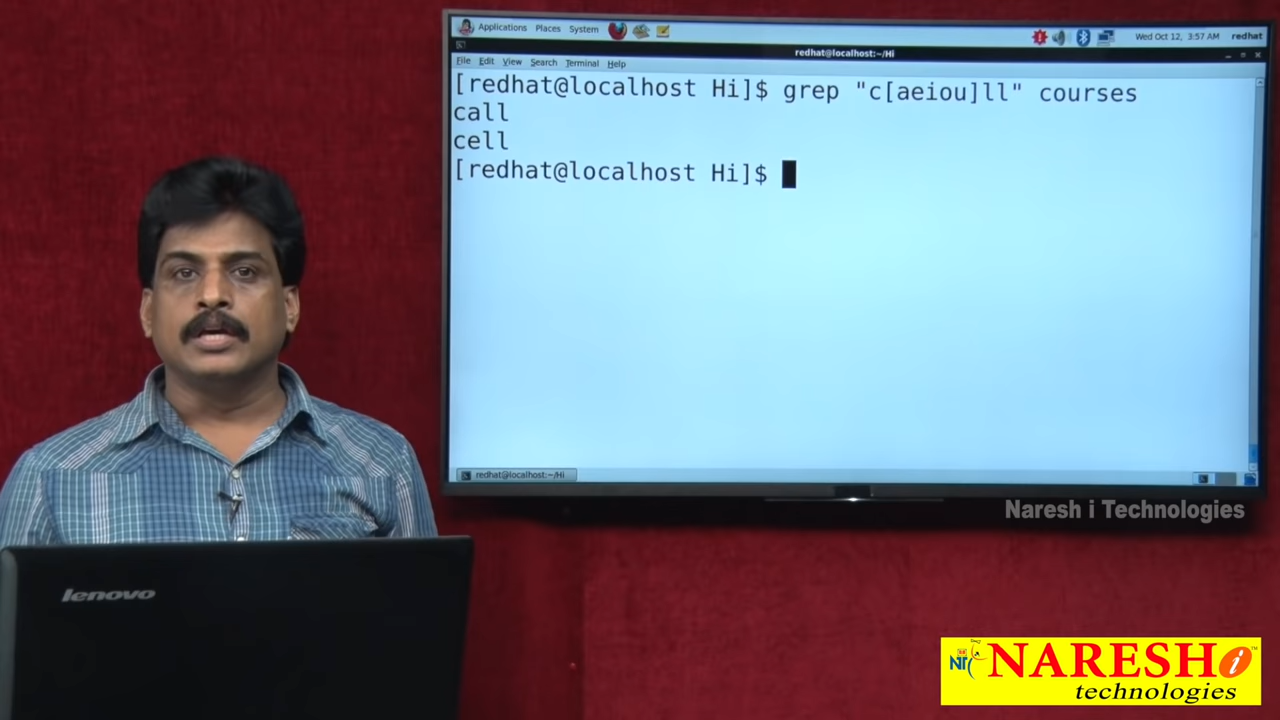 Applications Places System
Wed Oct 12, 3:57 AM redhat
redhat@localhost:~/Hi
File Edit View Search Terminal Help
[redhat@localhost Hi]$ grep "c[aeiou]ll" courses
call
cell
[redhat@localhost Hi]$
redhat@localhost:~/Hi
Naresh i Technologies
lenovo
NARESH i
technologies